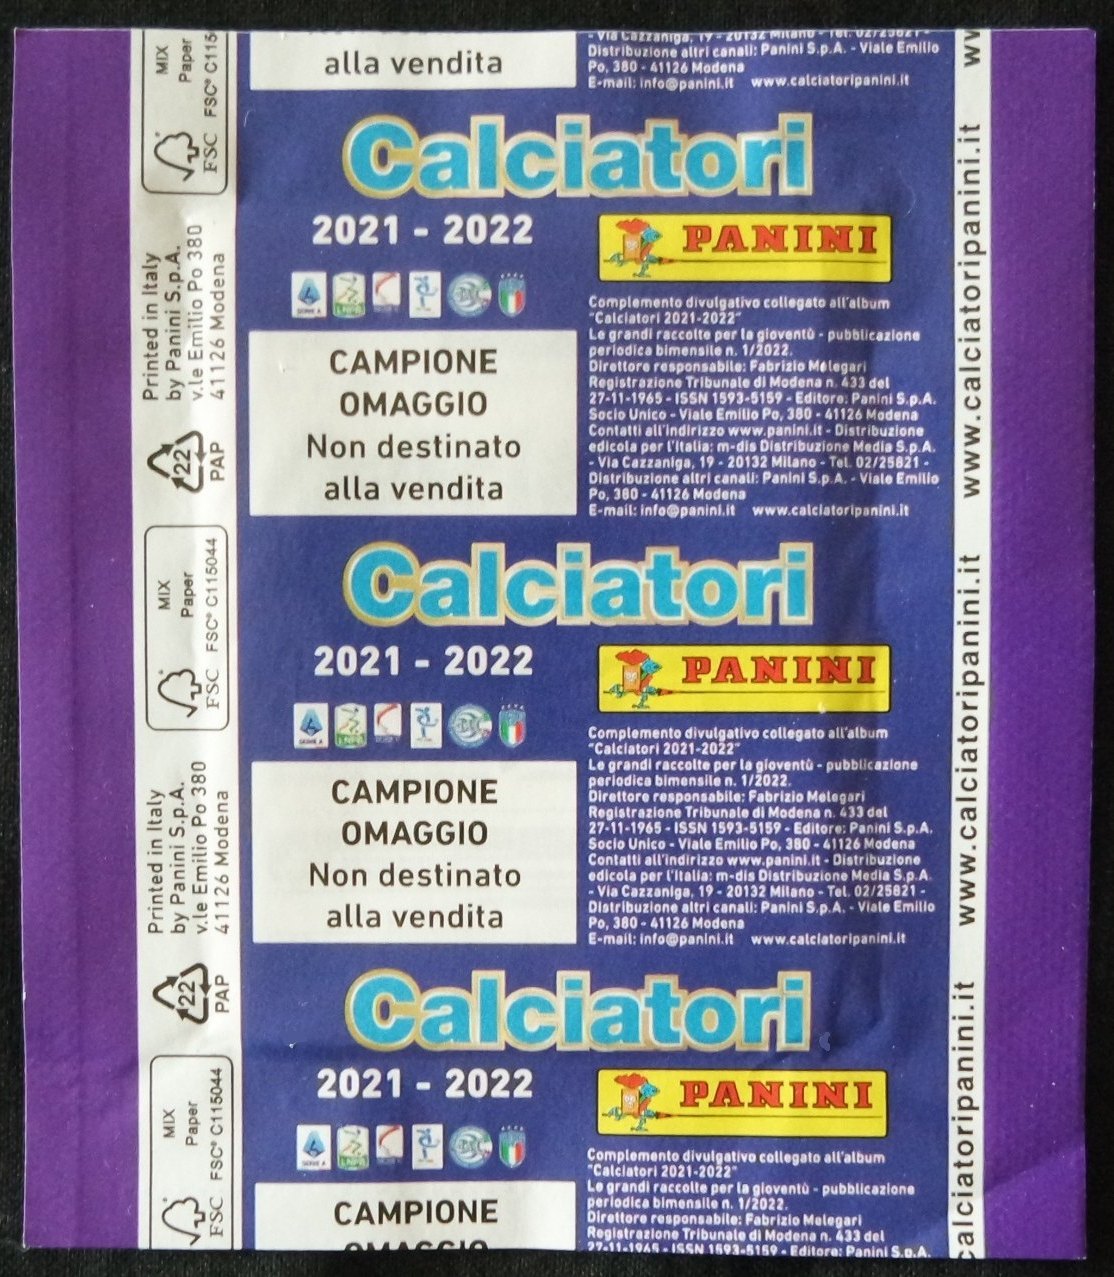 alla vendita
- Via Cazzaniga, 19 - 20132 Milano - Tel. 02/25821 -
Distribuzione altri canali: Panini S.p.A. - Viale Emilio
Po, 380 - 41126 Modena
E-mail: info@panini.it www.calciatoripanini.it
Calciatori
2021 - 2022
PANINI
CAMPIONE
OMAGGIO
Non destinato
alla vendita
Complemento divulgativo collegato all'album
"Calciatori 2021-2022"
Le grandi raccolte per la gioventù - pubblicazione
periodica bimensile n. 1/2022.
Direttore responsabile: Fabrizio Melegari
Registrazione Tribunale di Modena n. 433 del
27-11-1965 - ISSN 1593-5159 - Editore: Panini S.p.A.
Socio Unico - Viale Emilio Po, 380 - 41126 Modena
Contatti all'indirizzo www.panini.it - Distribuzione
edicola per l'Italia: m-dis Distribuzione Media S.p.A.
- Via Cazzaniga, 19 - 20132 Milano - Tel. 02/25821 -
Distribuzione altri canali: Panini S.p.A. - Viale Emilio
Po, 380 - 41126 Modena
E-mail: info@panini.it www.calciatoripanini.it
Calciatori
2021 - 2022
PANINI
CAMPIONE
OMAGGIO
Non destinato
alla vendita
Complemento divulgativo collegato all'album
"Calciatori 2021-2022"
Le grandi raccolte per la gioventù - pubblicazione
periodica bimensile n. 1/2022.
Direttore responsabile: Fabrizio Melegari
Registrazione Tribunale di Modena n. 433 del
27-11-1965 - ISSN 1593-5159 - Editore: Panini S.p.A.
Socio Unico - Viale Emilio Po, 380 - 41126 Modena
Contatti all'indirizzo www.panini.it - Distribuzione
edicola per l'Italia: m-dis Distribuzione Media S.p.A.
- Via Cazzaniga, 19 - 20132 Milano - Tel. 02/25821 -
Distribuzione altri canali: Panini S.p.A. - Viale Emilio
Po, 380 - 41126 Modena
E-mail: info@panini.it www.calciatoripanini.it
Calciatori
2021 - 2022
PANINI
CAMPIONE
OMAGGIO
Complemento divulgativo collegato all'album
"Calciatori 2021-2022"
Le grandi raccolte per la gioventù - pubblicazione
periodica bimensile n. 1/2022.
Direttore responsabile: Fabrizio Melegari
Registrazione Tribunale di Modena n. 433 del
27-11-1965 - ISSN 1593-5159 - Editore: Panini S.p.A.
MIX
Paper
FSC FSC® C115
Printed in Italy
by Panini S.p.A.
v.le Emilio Po 380
41126 Modena
22
PAP
MIX
Paper
FSC FSC® C115044
Printed in Italy
by Panini S.p.A.
v.le Emilio Po 380
41126 Modena
22
PAP
MIX
Paper
FSC FSC® C115044
ww
www.calciatoripanini.it
www.calciatoripanini.it
alciatoripanini.it